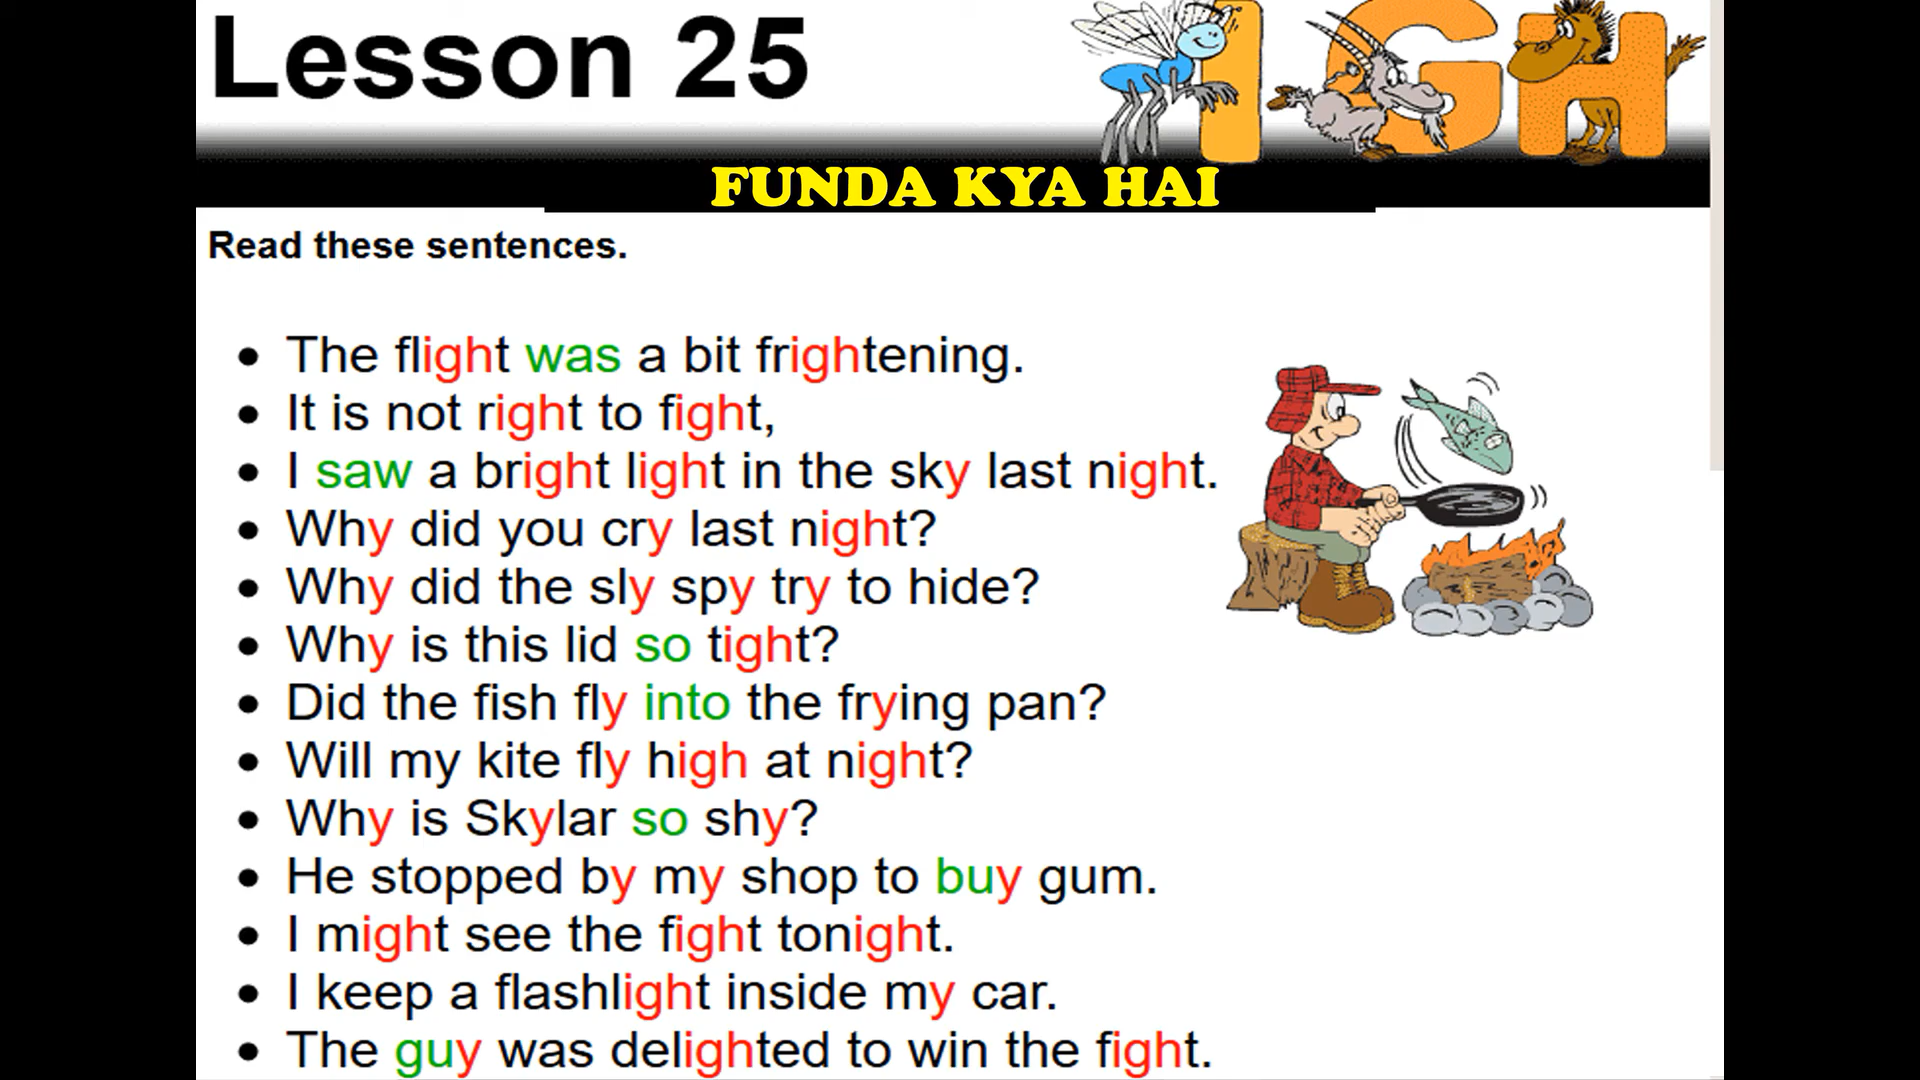 Lesson 25
IGH
FUNDA KYA HAI
Read these sentences.
• The flight was a bit frightening.
• It is not right to fight,
• I saw a bright light in the sky last night.
• Why did you cry last night?
• Why did the sly spy try to hide?
• Why is this lid so tight?
• Did the fish fly into the frying pan?
• Will my kite fly high at night?
• Why is Skylar so shy?
• He stopped by my shop to buy gum.
• I might see the fight tonight.
• I keep a flashlight inside my car.
• The guy was delighted to win the fight.